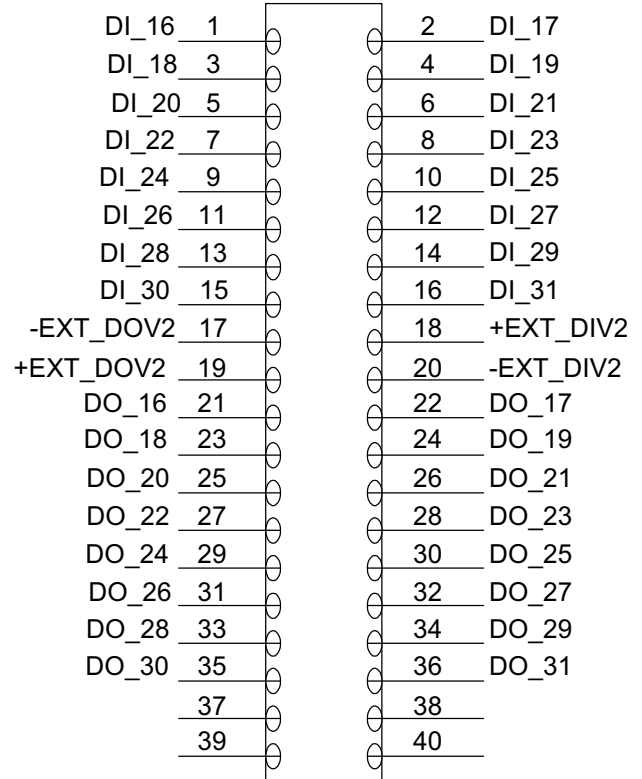 DI_16 1 2 DI_17
DI_18 3 4 DI_19
DI_20 5 6 DI_21
DI_22 7 8 DI_23
DI_24 9 10 DI_25
DI_26 11 12 DI_27
DI_28 13 14 DI_29
DI_30 15 16 DI_31
-EXT_DOV2 17 18 +EXT_DIV2
+EXT_DOV2 19 20 -EXT_DIV2
DO_16 21 22 DO_17
DO_18 23 24 DO_19
DO_20 25 26 DO_21
DO_22 27 28 DO_23
DO_24 29 30 DO_25
DO_26 31 32 DO_27
DO_28 33 34 DO_29
DO_30 35 36 DO_31
37 38
39 40